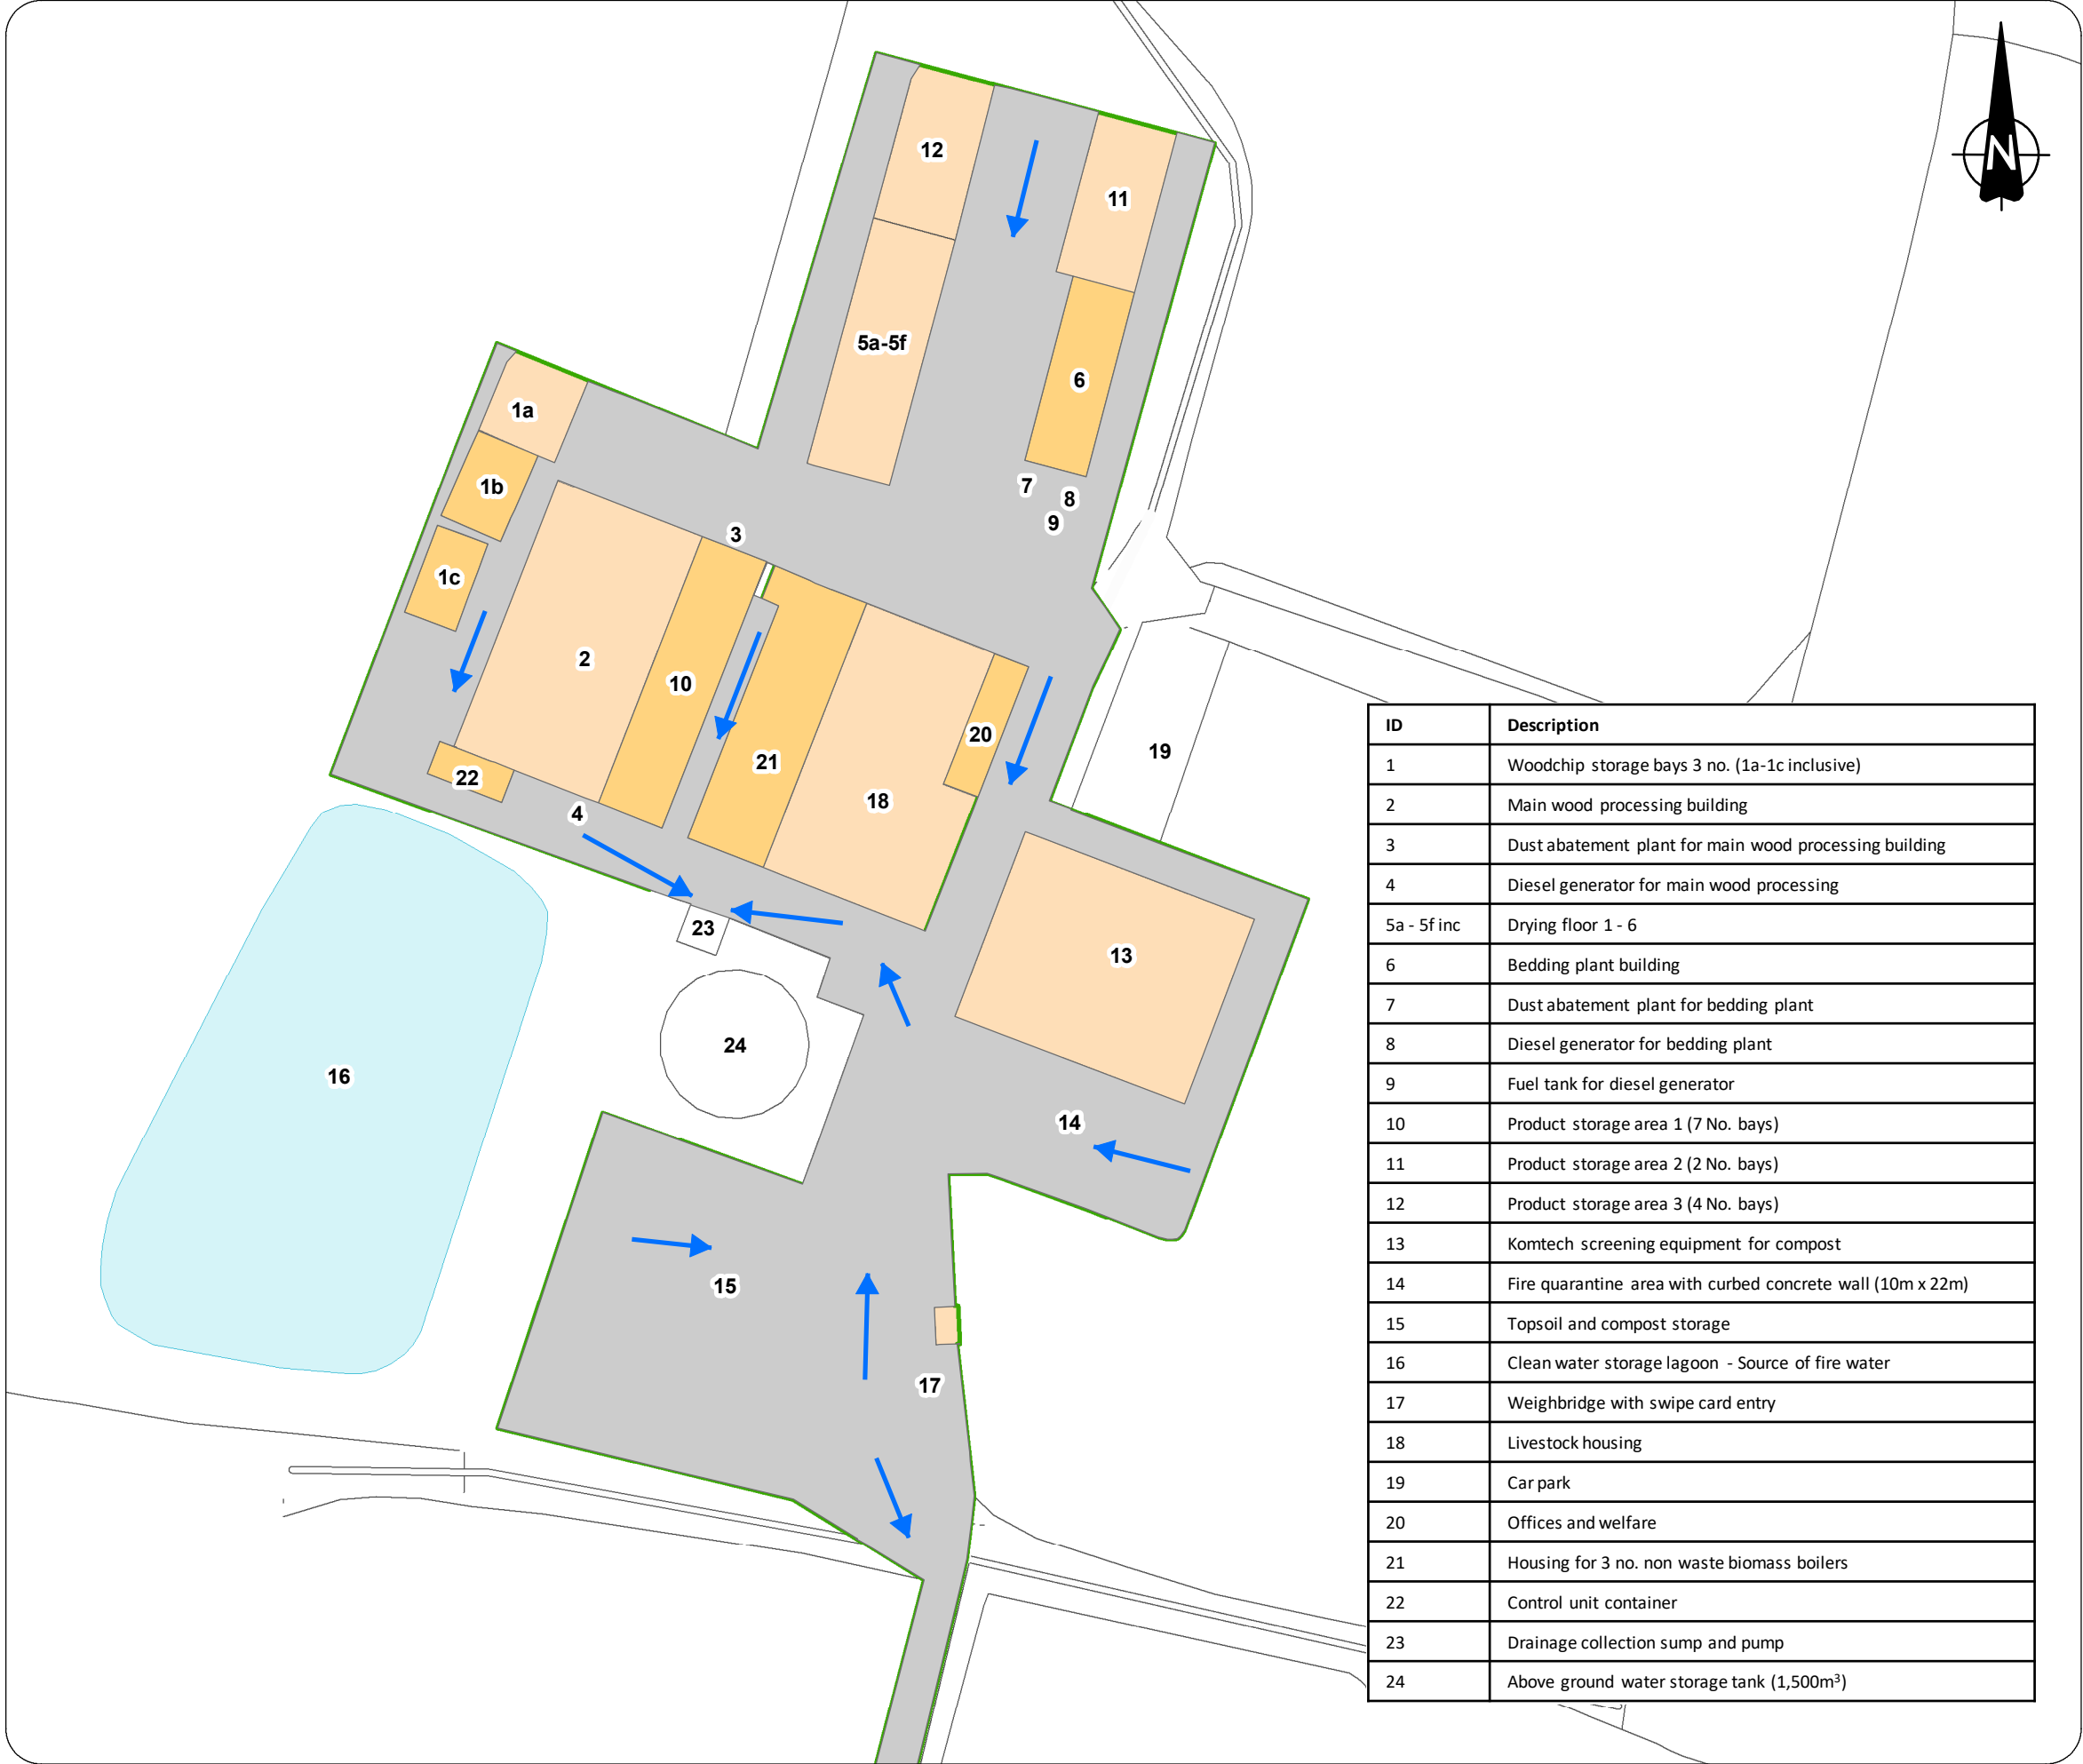 N
12
11
5a-5f
6
1a
1b
7
8
9
3
1c
2
10
20
19
21
22
18
4
23
13
24
16
14
15
17
ID Description
1 Woodchip storage bays 3 no. (1a-1c inclusive)
2 Main wood processing building
3 Dust abatement plant for main wood processing building
4 Diesel generator for main wood processing
5a - 5f inc Drying floor 1 - 6
6 Bedding plant building
7 Dust abatement plant for bedding plant
8 Diesel generator for bedding plant
9 Fuel tank for diesel generator
10 Product storage area 1 (7 No. bays)
11 Product storage area 2 (2 No. bays)
12 Product storage area 3 (4 No. bays)
13 Komtech screening equipment for compost
14 Fire quarantine area with curbed concrete wall (10m x 22m)
15 Topsoil and compost storage
16 Clean water storage lagoon - Source of fire water
17 Weighbridge with swipe card entry
18 Livestock housing
19 Car park
20 Offices and welfare
21 Housing for 3 no. non waste biomass boilers
22 Control unit container
23 Drainage collection sump and pump
24 Above ground water storage tank (1,500m³)